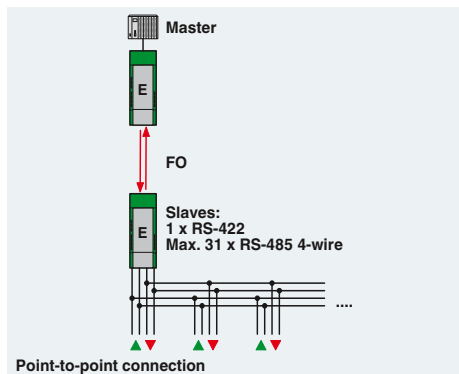 Master
E
FO
E
Slaves:
1 x RS-422
Max. 31 x RS-485 4-wire
....
Point-to-point connection